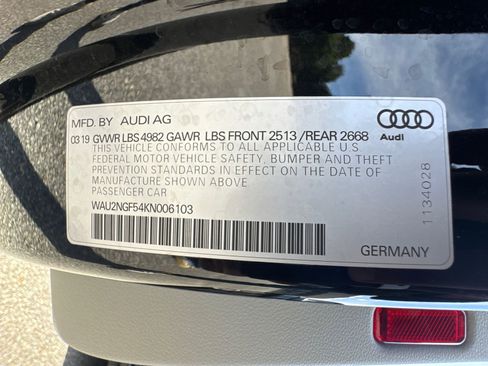 MFD. BY AUDI AG
03 19 GVWR LBS 4982 GAWR LBS FRONT 2513 /REAR 2668
THIS VEHICLE CONFORMS TO ALL APPLICABLE U.S
FEDERAL MOTOR VEHICLE SAFETY, BUMPER AND THEFT
PREVENTION STANDARDS IN EFFECT ON THE DATE OF
MANUFACTURE SHOWN ABOVE
PASSENGER CAR
WAU2NGF54KN006103
Audi
1134028
GERMANY